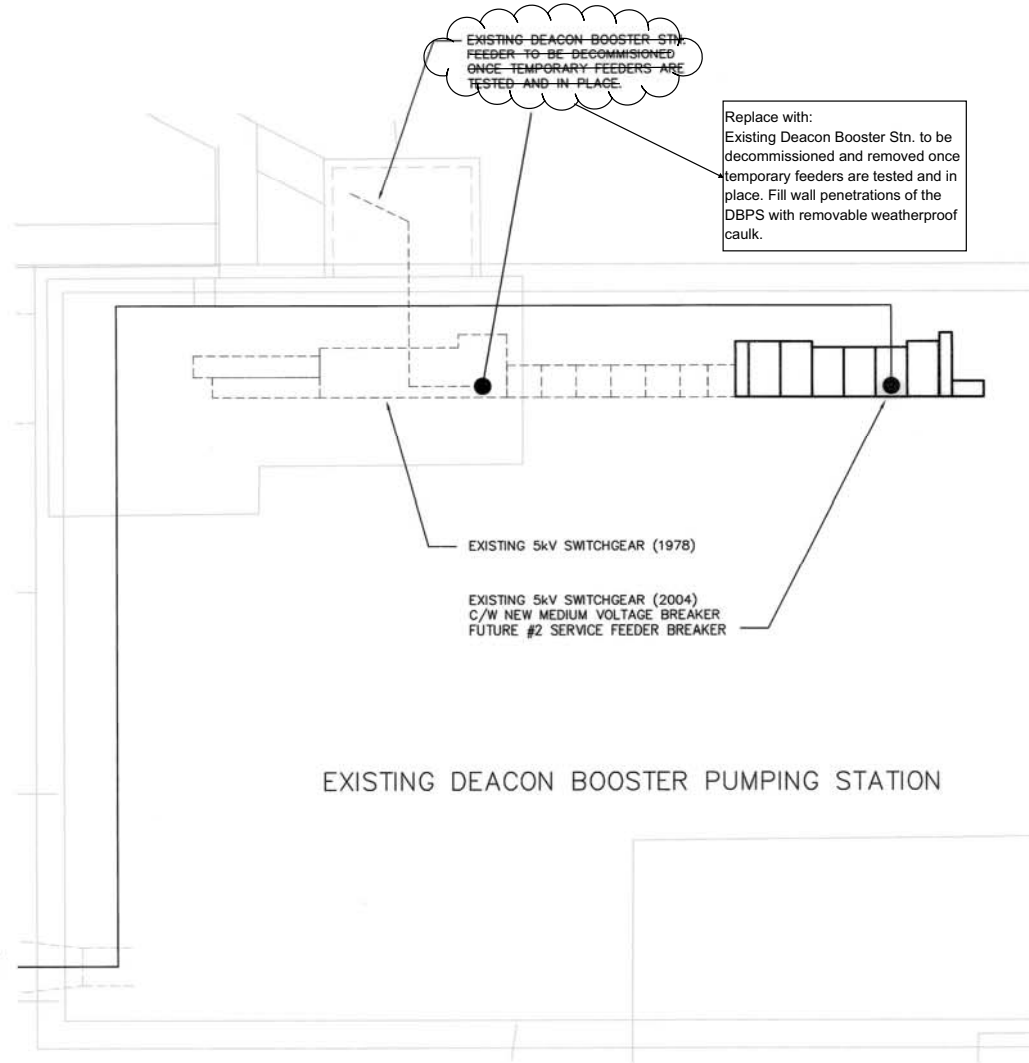 EXISTING DEACON BOOSTER STN.
FEEDER TO BE DECOMMISIONED
ONCE TEMPORARY FEEDERS ARE
TESTED AND IN PLACE.
Replace with:
Existing Deacon Booster Stn. to be
decommissioned and removed once
temporary feeders are tested and in
place. Fill wall penetrations of the
DBPS with removable weatherproof
caulk.
EXISTING 5kV SWITCHGEAR (1978)
EXISTING 5kV SWITCHGEAR (2004)
C/W NEW MEDIUM VOLTAGE BREAKER
FUTURE #2 SERVICE FEEDER BREAKER
EXISTING DEACON BOOSTER PUMPING STATION